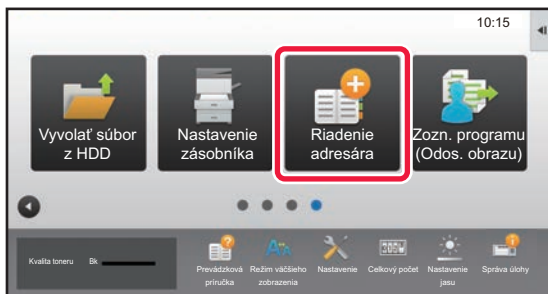 10:15
Vyvolať súbor
z HDD
Nastavenie
zásobníka
Riadenie
adresára
Zozn. programu
(Odos. obrazu)
Kvalita toneru Bk
Prevádzková
príručka
Režim väčšieho
zobrazenia
Nastavenie
Celkový počet
Nastavenie
jasu
Správa úlohy